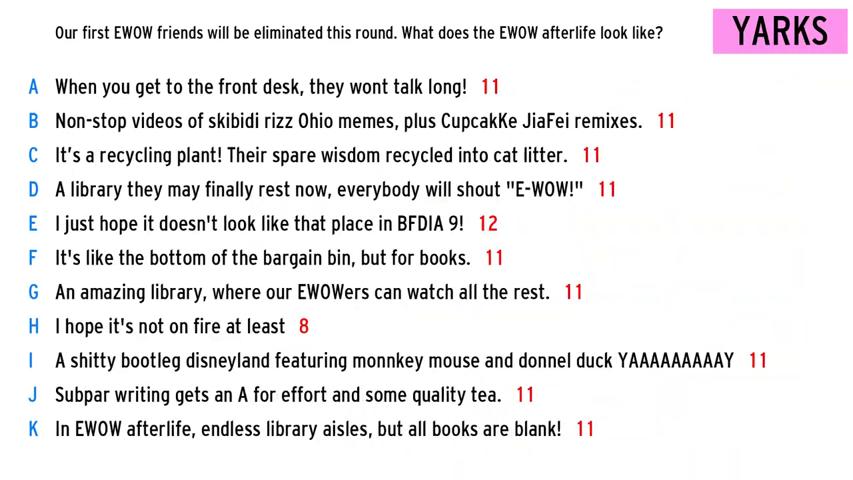 Our first EWOW friends will be eliminated this round. What does the EWOW afterlife look like?
YARKS
A When you get to the front desk, they wont talk long! 11
B Non-stop videos of skibidi rizz Ohio memes, plus CupcakKe JiaFei remixes. 11
C It's a recycling plant! Their spare wisdom recycled into cat litter. 11
D A library they may finally rest now, everybody will shout "E-WOW!" 11
E I just hope it doesn't look like that place in BFDIA 9! 12
F It's like the bottom of the bargain bin, but for books. 11
G An amazing library, where our EWOWers can watch all the rest. 11
H I hope it's not on fire at least 8
I A shitty bootleg disneyland featuring monnkey mouse and donnel duck YAAAAAAAAAY 11
J Subpar writing gets an A for effort and some quality tea. 11
K In EWOW afterlife, endless library aisles, but all books are blank! 11